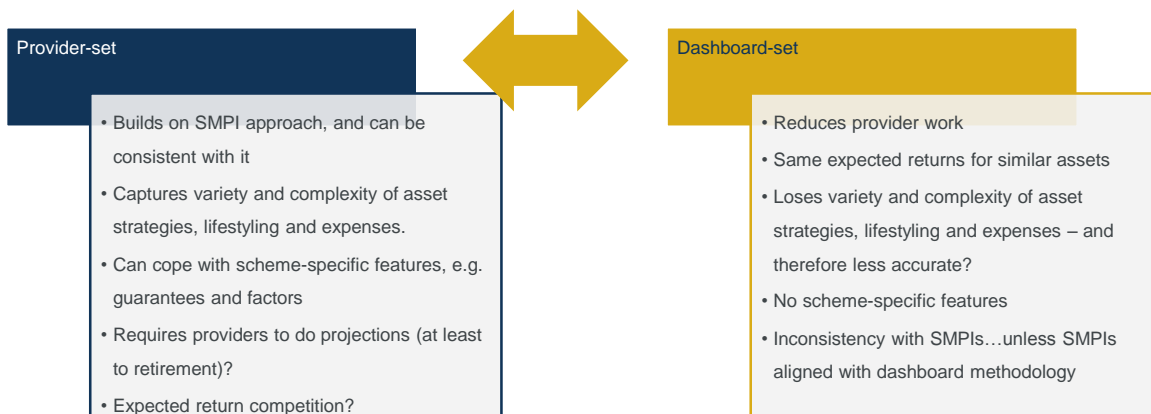 Provider-set
• Builds on SMPI approach, and can be
consistent with it
• Captures variety and complexity of asset
strategies, lifestyling and expenses.
• Can cope with scheme-specific features, e.g.
guarantees and factors
• Requires providers to do projections (at least
to retirement)?
• Expected return competition?
Dashboard-set
• Reduces provider work
• Same expected returns for similar assets
• Loses variety and complexity of asset
strategies, lifestyling and expenses – and
therefore less accurate?
• No scheme-specific features
• Inconsistency with SMPIs…unless SMPIs
aligned with dashboard methodology